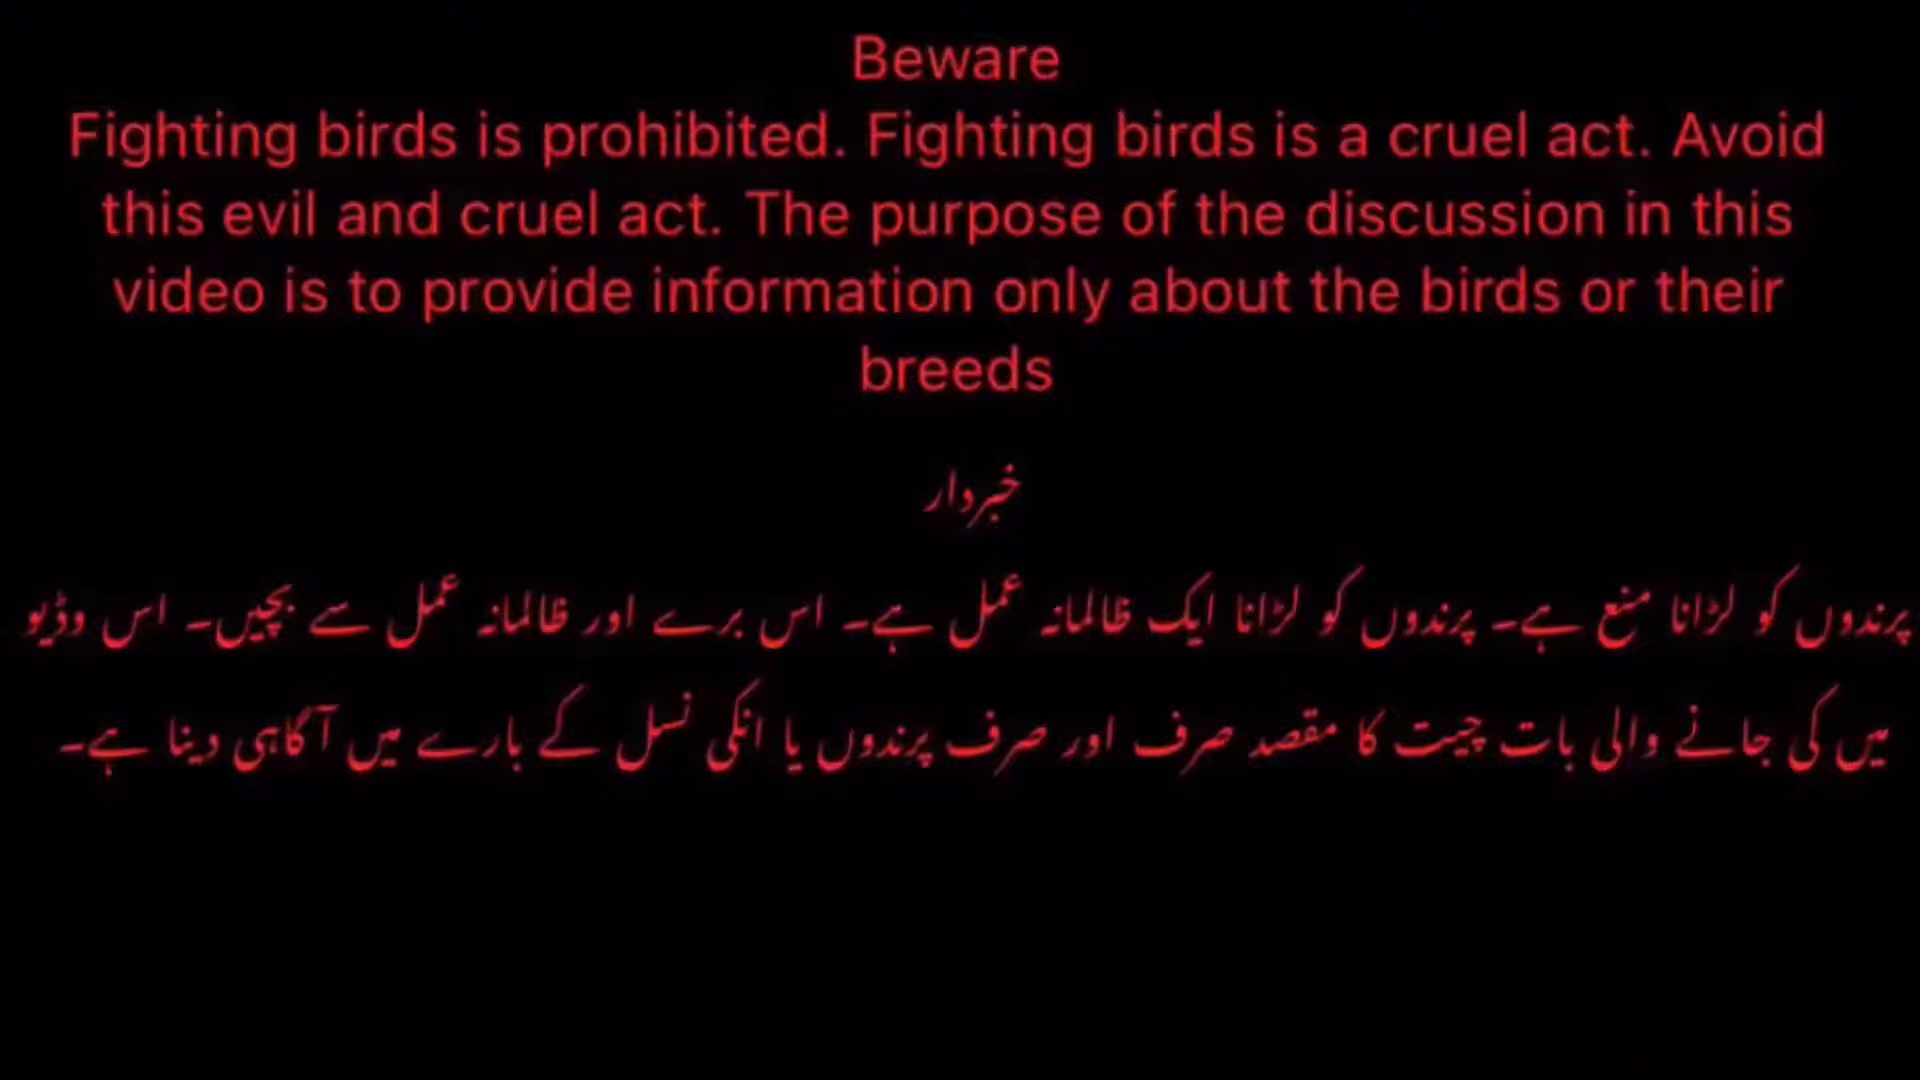 Beware
Fighting birds is prohibited. Fighting birds is a cruel act. Avoid
this evil and cruel act. The purpose of the discussion in this
video is to provide information only about the birds or their
breeds
خبردار
پرندوں کو لڑانا منع ہے۔ پرندوں کو لڑانا ایک ظالمانہ عمل ہے۔ اس برے اور ظالمانہ عمل سے بچیں۔ اس وڈیو
میں کی جانے والی بات چیت کا مقصد صرف اور صرف پرندوں یا انکی نسل کے بارے میں آگاہی دینا ہے۔